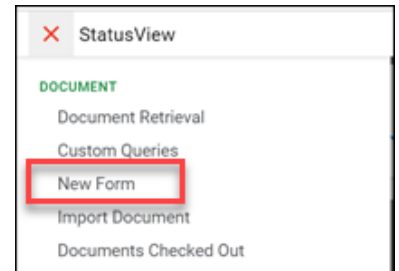 StatusView
DOCUMENT
Document Retrieval
Custom Queries
New Form
Import Document
Documents Checked Out